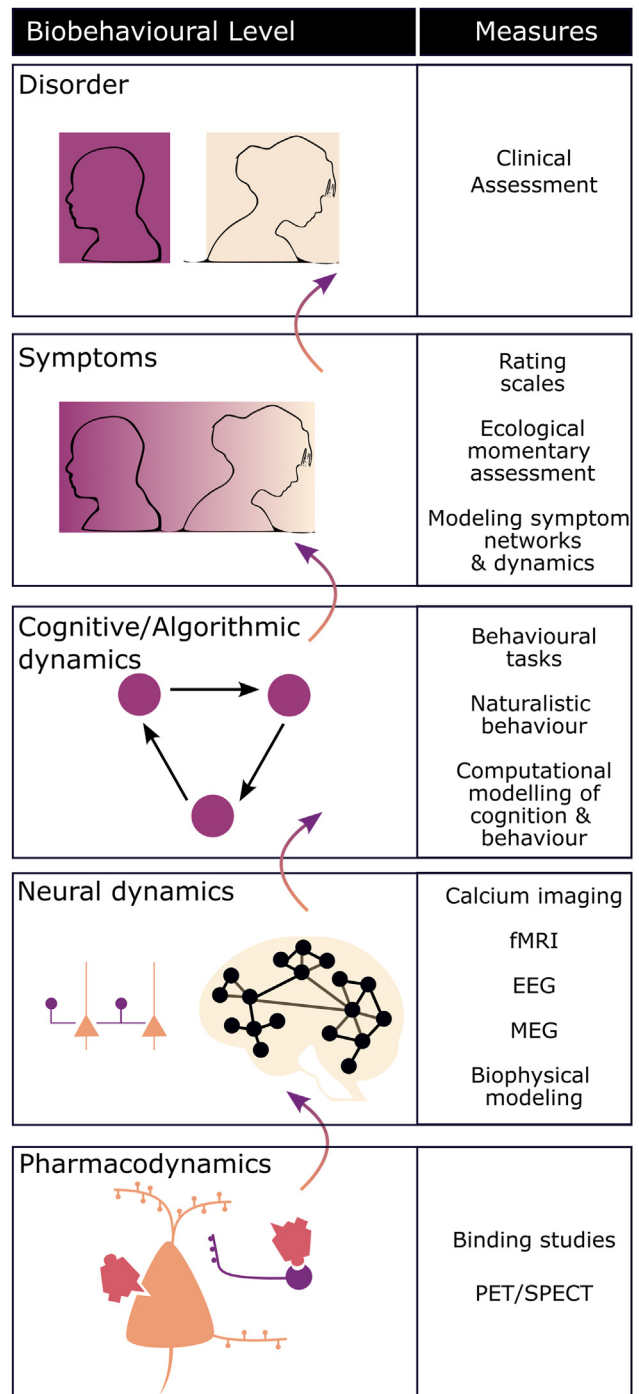 Biobehavioural Level
Measures
Disorder
Clinical
Assessment
Symptoms
Rating
scales
Ecological
momentary
assessment
Modeling symptom
networks
& dynamics
Cognitive/Algorithmic
dynamics
Behavioural
tasks
Naturalistic
behaviour
Computational
modelling of
cognition &
behaviour
Neural dynamics
Calcium imaging
fMRI
EEG
MEG
Biophysical
modeling
Pharmacodynamics
Binding studies
PET/SPECT